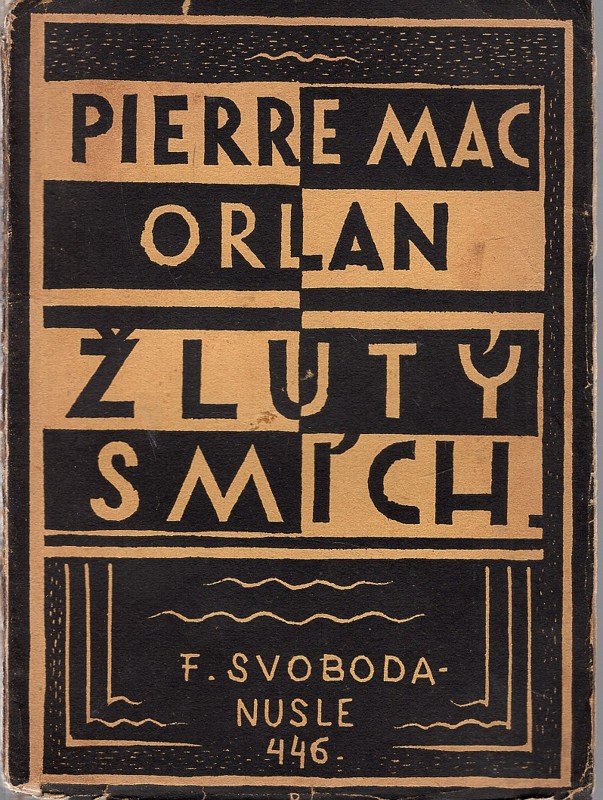 PIERRE MAC
ORLAN
ŽLUTÝ
SMÍCH.
F. SVOBODA-
NUSLE
446.